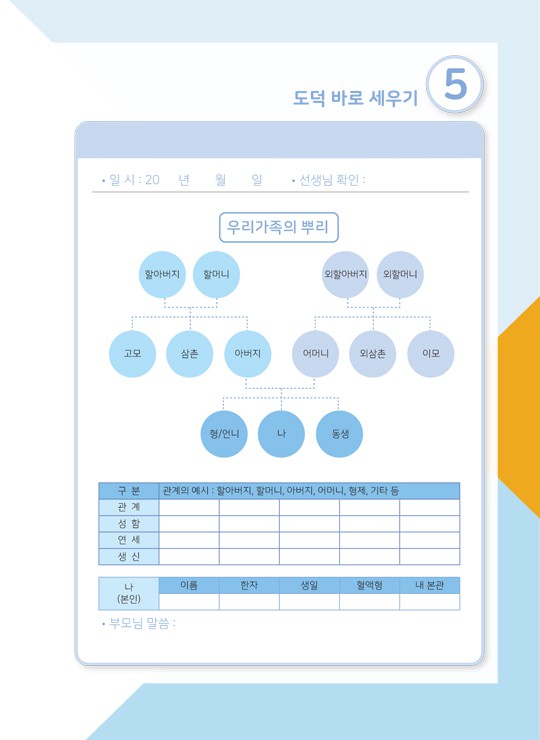 도덕 바로 세우기
5
• 일 시 : 20 년 월 일 • 선생님 확인 :
우리가족의 뿌리
할아버지 할머니 외할아버지 외할머니
고모 삼촌 아버지 어머니 외삼촌 이모
형/언니 나 동생
구 분 관계의 예시 : 할아버지, 할머니, 아버지, 어머니, 형제, 기타 등
관 계
성 함
연 세
생 신
나 이름 한자 생일 혈액형 내 본관
(본인)
• 부모님 말씀 :